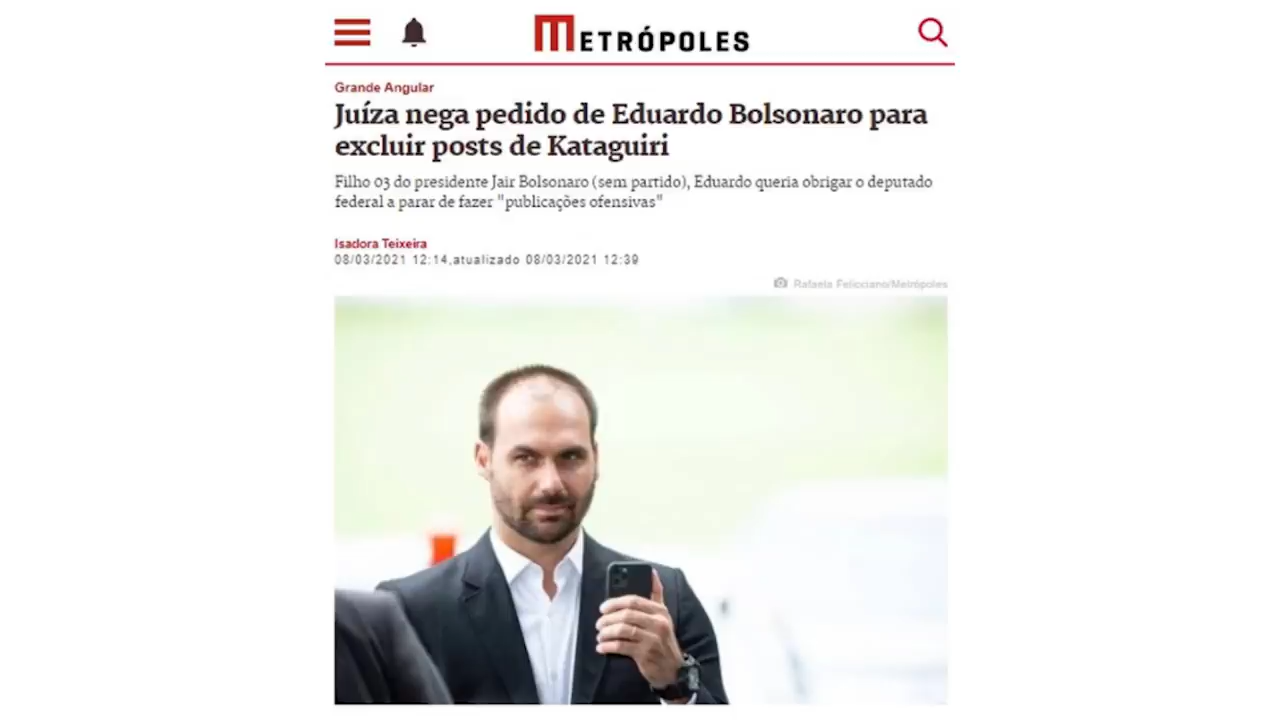 METRÓPOLES
Grande Angular
Juíza nega pedido de Eduardo Bolsonaro para
excluir posts de Kataguiri
Filho 03 do presidente Jair Bolsonaro (sem partido), Eduardo queria obrigar o deputado
federal a parar de fazer "publicações ofensivas"
Isadora Teixeira
08/03/2021 12:14,atualizado 08/03/2021 12:39
Rafaela Felicciano/Metrópoles